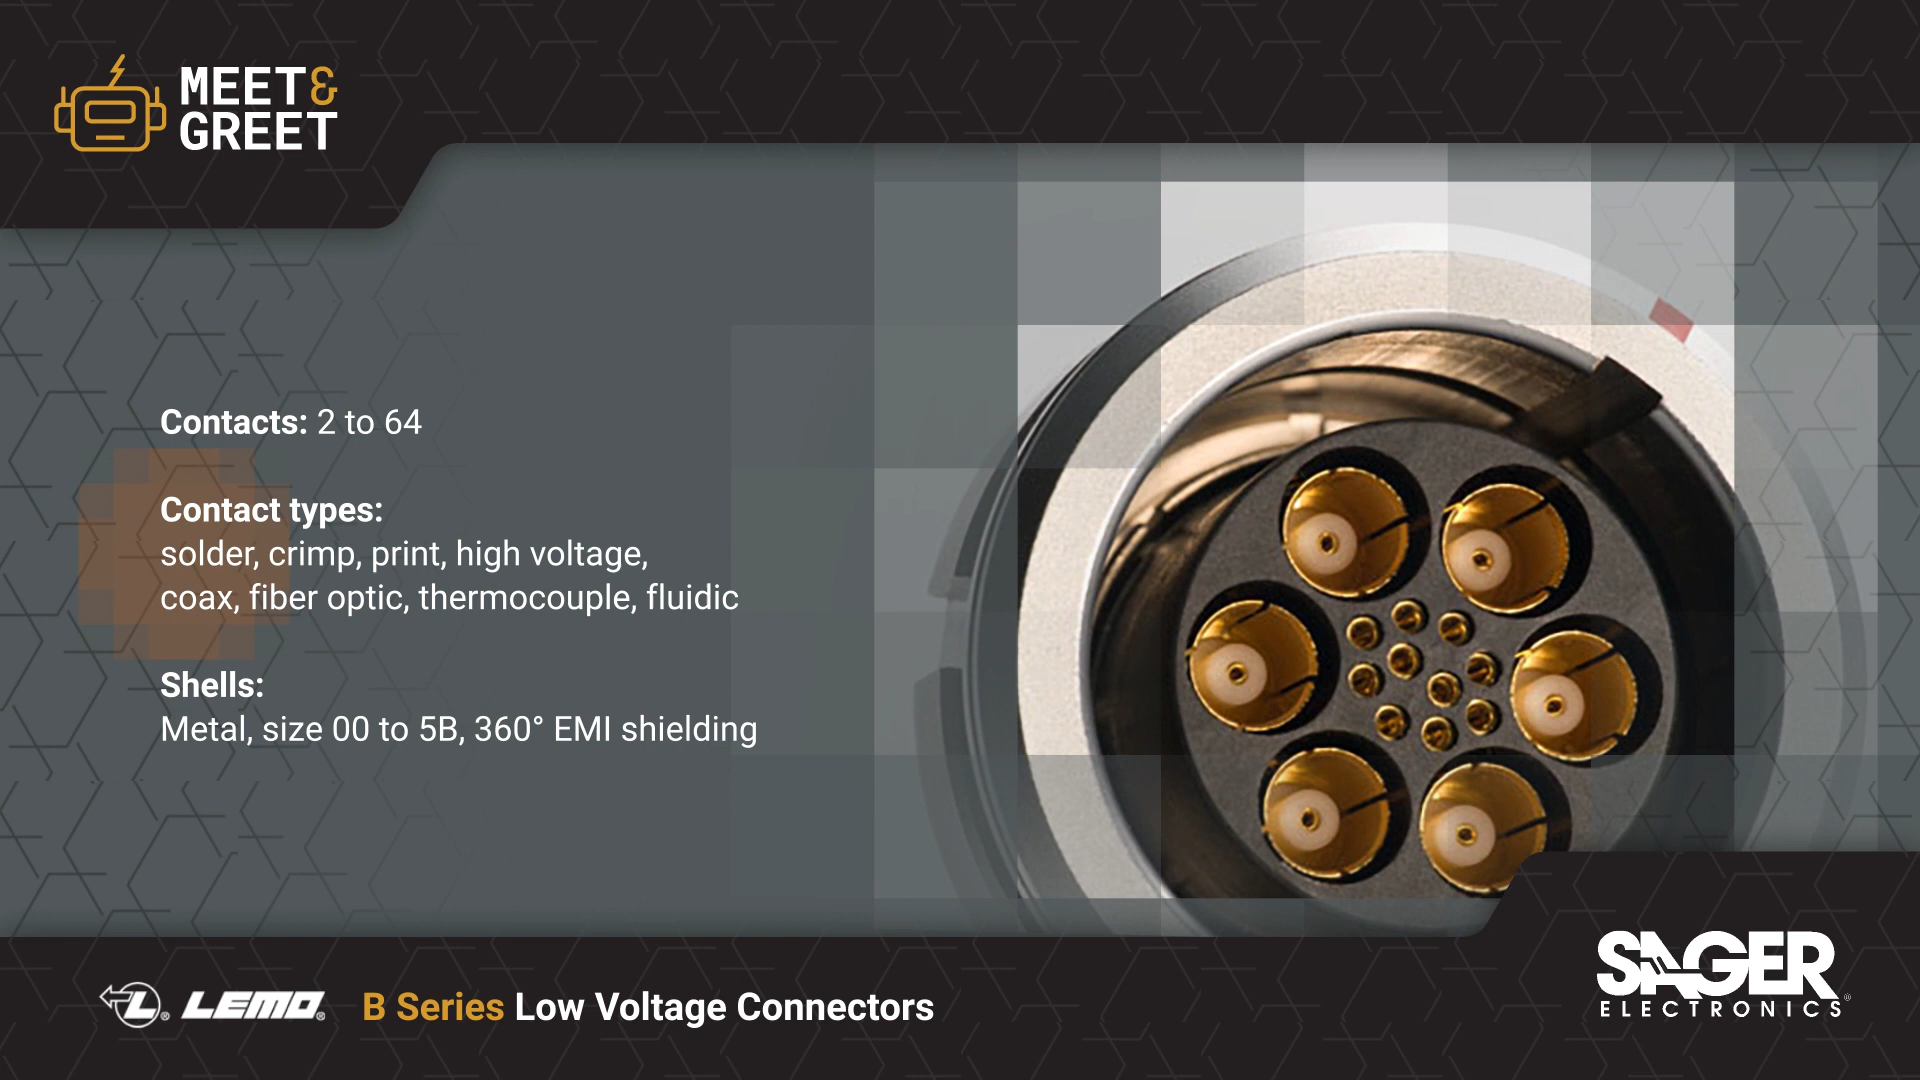 MEET&
GREET
Contacts: 2 to 64
Contact types:
solder, crimp, print, high voltage,
coax, fiber optic, thermocouple, fluidic
Shells:
Metal, size 00 to 5B, 360° EMI shielding
L® LEMO® B Series Low Voltage Connectors
SAGER
ELECTRONICS®